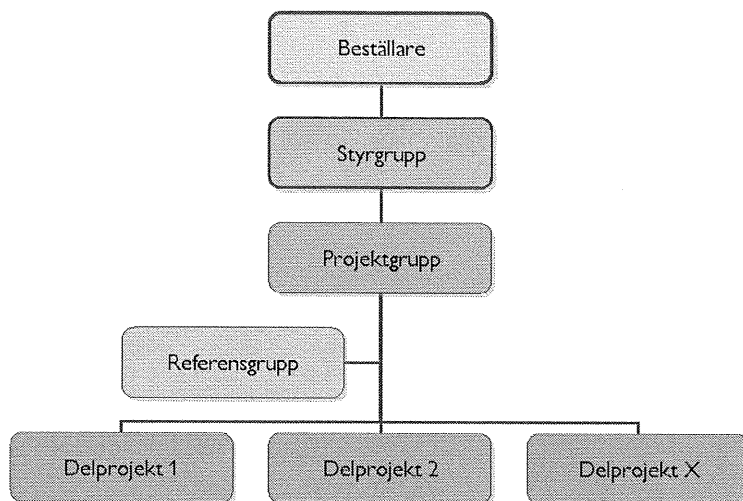 Beställare
Styrgrupp
Projektgrupp
Referensgrupp
Delprojekt 1
Delprojekt 2
Delprojekt X